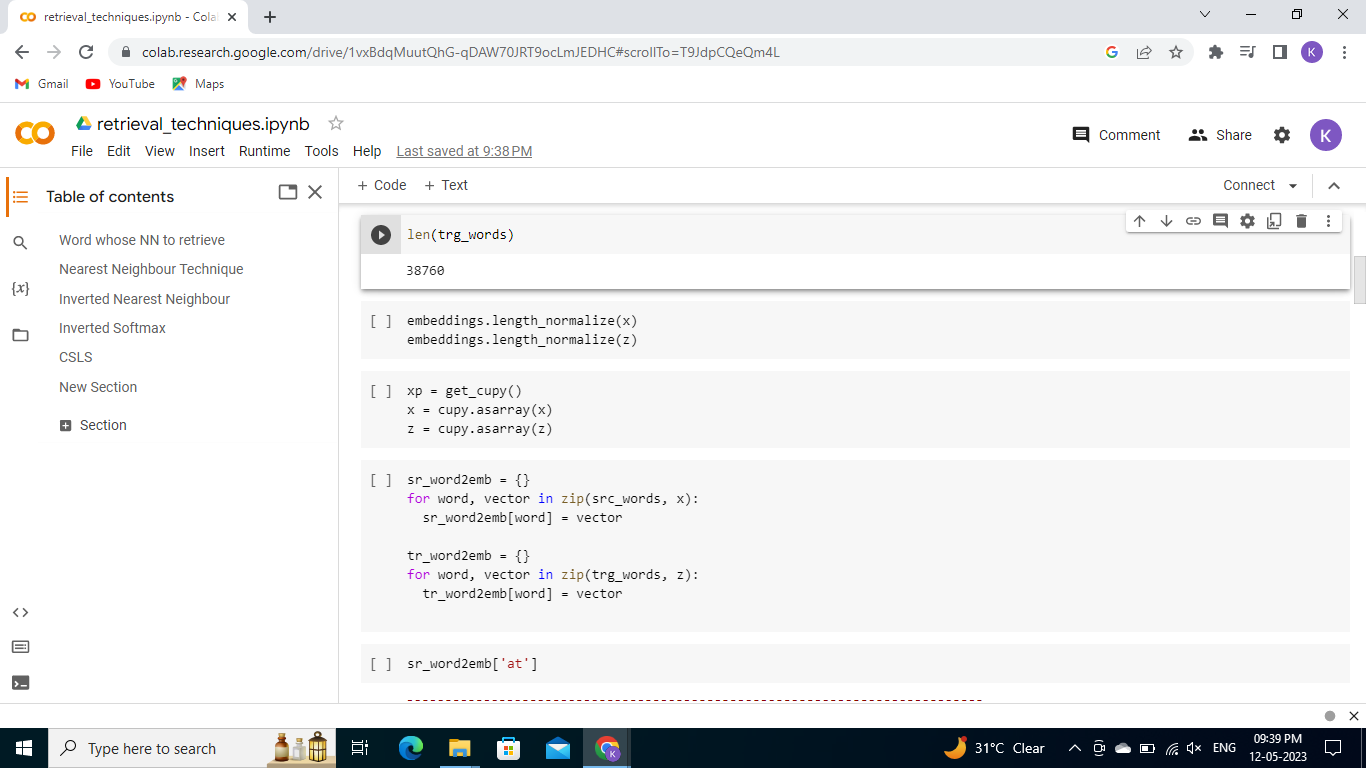 retrieval_techniques.ipynb - Cola
colab.research.google.com/drive/1vxBdqMuutQhG-qDAW70JRT9ocLmJEDHC#scrollTo=T9JdpCQeQm4L
K
Gmail
YouTube
Maps
retrieval_techniques.ipynb
File Edit View Insert Runtime Tools Help Last saved at 9:38 PM
Comment
Share
K
Table of contents
Word whose NN to retrieve
Nearest Neighbour Technique
Inverted Nearest Neighbour
Inverted Softmax
CSLS
New Section
Section
{x}
+ Code + Text
Connect
len(trg_words)
38760
[ ] embeddings.length_normalize(x)
embeddings.length_normalize(z)
[ ] xp = get_cupy()
x = cupy.asarray(x)
z = cupy.asarray(z)
[ ] sr_word2emb = {}
for word, vector in zip(src_words, x):
sr_word2emb[word] = vector
tr_word2emb = {}
for word, vector in zip(trg_words, z):
tr_word2emb[word] = vector
[ ] sr_word2emb['at']
---------------------------------------------------------------------------
Type here to search
K
31°C Clear
ENG
09:39 PM
12-05-2023